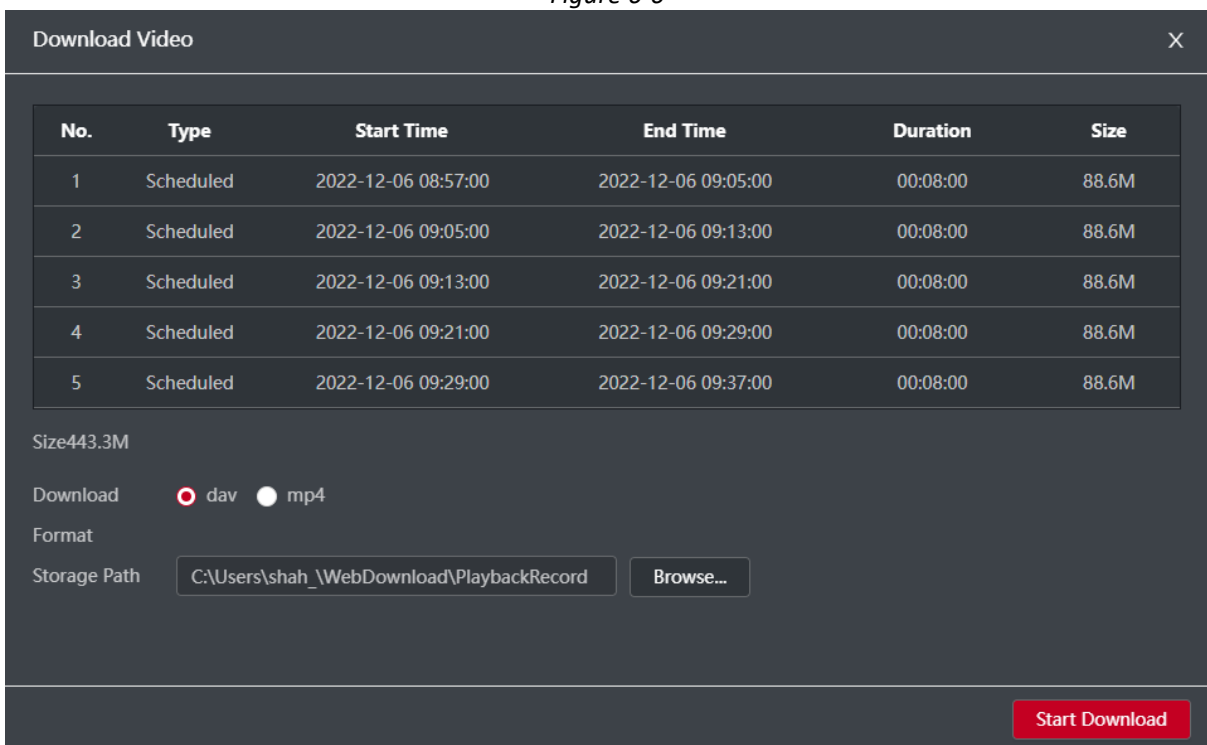 Download Video X
No. Type Start Time End Time Duration Size
1 Scheduled 2022-12-06 08:57:00 2022-12-06 09:05:00 00:08:00 88.6M
2 Scheduled 2022-12-06 09:05:00 2022-12-06 09:13:00 00:08:00 88.6M
3 Scheduled 2022-12-06 09:13:00 2022-12-06 09:21:00 00:08:00 88.6M
4 Scheduled 2022-12-06 09:21:00 2022-12-06 09:29:00 00:08:00 88.6M
5 Scheduled 2022-12-06 09:29:00 2022-12-06 09:37:00 00:08:00 88.6M
Size443.3M
Download dav mp4
Format
Storage Path C:\Users\shah_\WebDownload\PlaybackRecord Browse...
Start Download